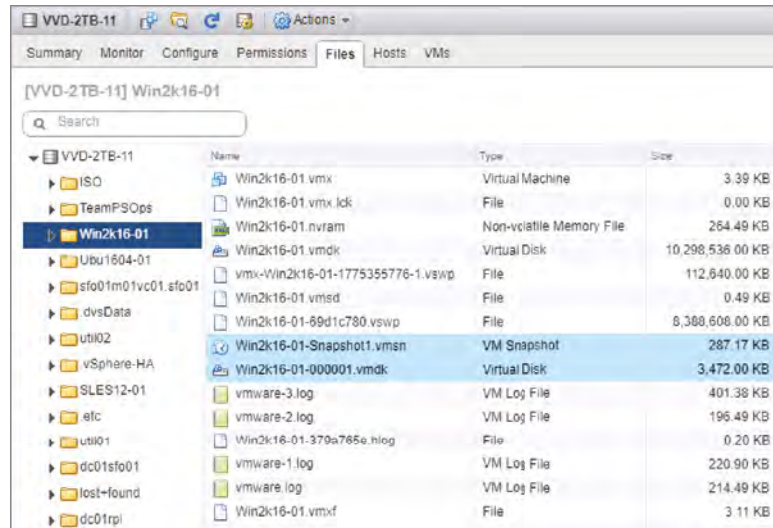 VVD-2TB-11 Actions
Summary Monitor Configure Permissions Files Hosts VMs
[VVD-2TB-11] Win2k16-01
Search
VVD-2TB-11
ISO
TeamPSOps
Win2k16-01
Ubu1604-01
sfo01m01vc01.sfo01
.dvsData
util02
.vSphere-HA
SLES12-01
etc
util01
dc01sfo01
lost+found
dc01rpl
Name Type Size
Win2k16-01.vmx Virtual Machine 3.39 KB
Win2k16-01.vmx.lck File 0.00 KB
Win2k16-01.nvram Non-volatile Memory File 264.49 KB
Win2k16-01.vmdk Virtual Disk 10,298,536.00 KB
vmx-Win2k16-01-1775355776-1.vswp File 112,640.00 KB
Win2k16-01.vmsd File 0.49 KB
Win2k16-01-69d1c780.vswp File 8,388,608.00 KB
Win2k16-01-Snapshot1.vmsn VM Snapshot 287.17 KB
Win2k16-01-000001.vmdk Virtual Disk 3,472.00 KB
vmware-3.log VM Log File 401.38 KB
vmware-2.log VM Log File 196.49 KB
Win2k16-01-379a765e.hlog File 0.20 KB
vmware-1.log VM Log File 220.90 KB
vmware.log VM Log File 214.49 KB
Win2k16-01.vmxf File 3.11 KB